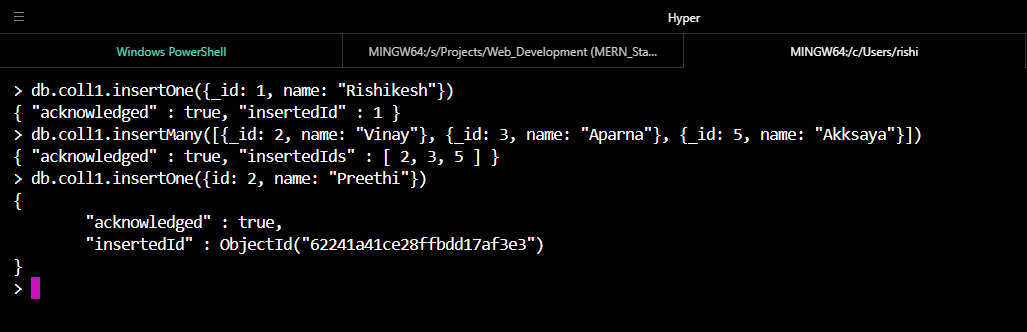 Hyper
Windows PowerShell
MINGW64:/s/Projects/Web_Development (MERN_Sta...
MINGW64:/c/Users/rishi
> db.coll1.insertOne({_id: 1, name: "Rishikesh"})
{ "acknowledged" : true, "insertedId" : 1 }
> db.coll1.insertMany([{_id: 2, name: "Vinay"}, {_id: 3, name: "Aparna"}, {_id: 5, name: "Akksaya"}])
{ "acknowledged" : true, "insertedIds" : [ 2, 3, 5 ] }
> db.coll1.insertOne({id: 2, name: "Preethi"})
{
        "acknowledged" : true,
        "insertedId" : ObjectId("62241a41ce28ffbdd17af3e3")
}
>